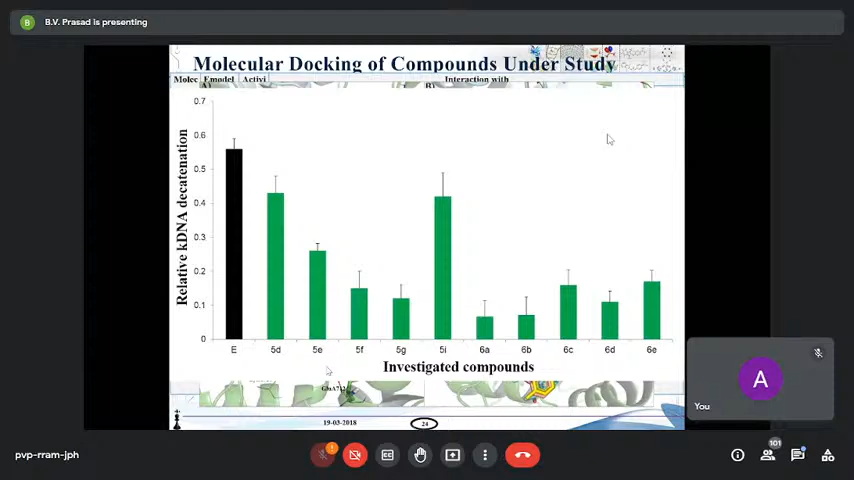 B.V. Prasad is presenting
Molecular Docking of Compounds Under Study
Molec Emodel Activi Interaction with
A) B)
0.7
0.6
0.5
0.4
0.3
0.2
0.1
0
Relative kDNA decatenation
E 5d 5e 5f 5g 5i 6a 6b 6c 6d 6e
Investigated compounds
19-03-2018 24
A
You
pvp-rram-jph
101